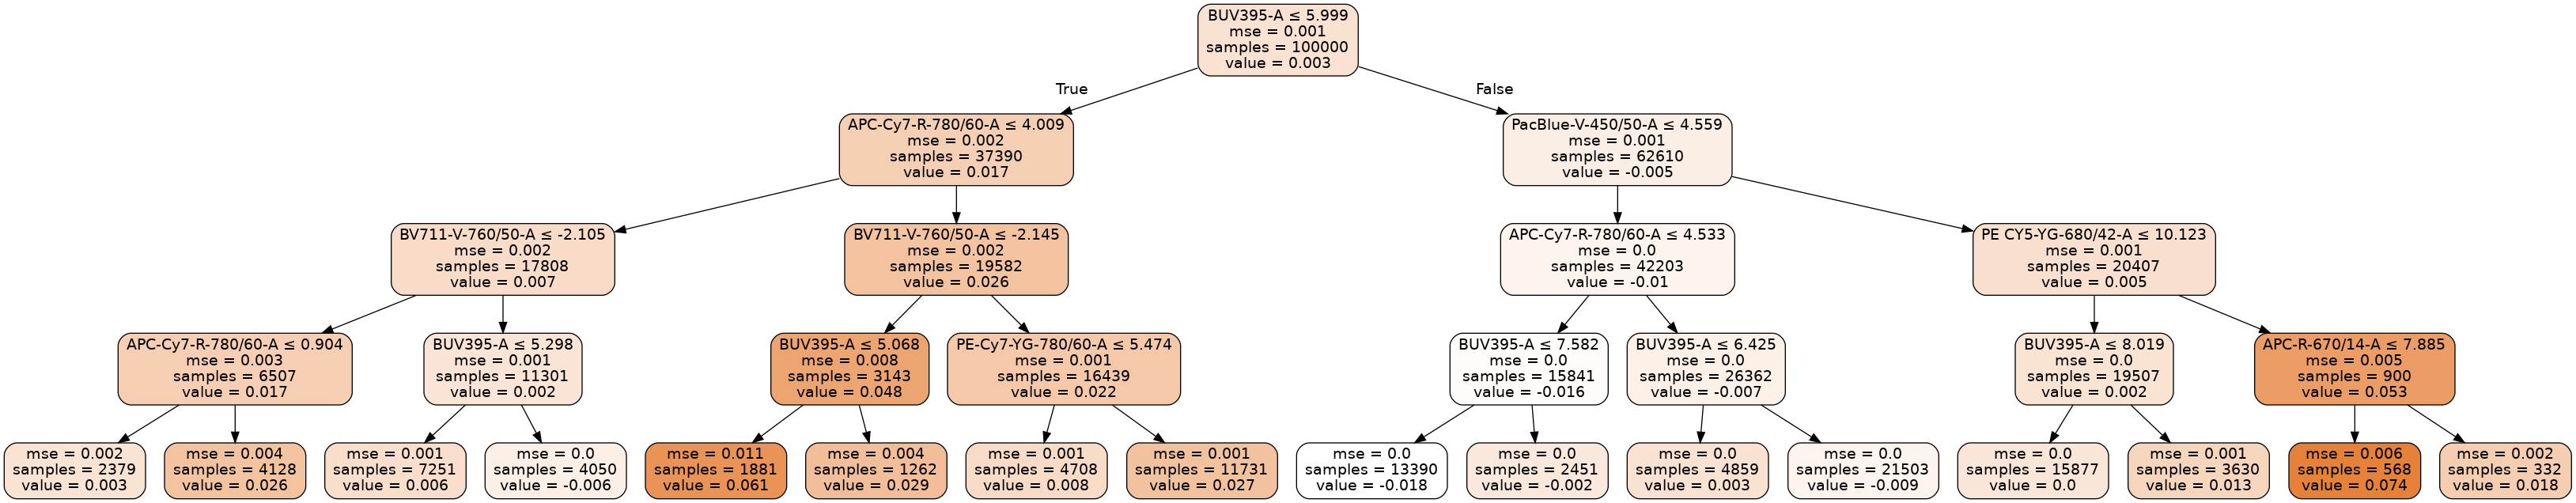 BUV395-A ≤ 5.999
mse = 0.001
samples = 100000
value = 0.003
True
False
APC-Cy7-R-780/60-A ≤ 4.009
mse = 0.002
samples = 37390
value = 0.017
PacBlue-V-450/50-A ≤ 4.559
mse = 0.001
samples = 62610
value = -0.005
BV711-V-760/50-A ≤ -2.105
mse = 0.002
samples = 17808
value = 0.007
BV711-V-760/50-A ≤ -2.145
mse = 0.002
samples = 19582
value = 0.026
APC-Cy7-R-780/60-A ≤ 4.533
mse = 0.0
samples = 42203
value = -0.01
PE CY5-YG-680/42-A ≤ 10.123
mse = 0.001
samples = 20407
value = 0.005
APC-Cy7-R-780/60-A ≤ 0.904
mse = 0.003
samples = 6507
value = 0.017
BUV395-A ≤ 5.298
mse = 0.001
samples = 11301
value = 0.002
BUV395-A ≤ 5.068
mse = 0.008
samples = 3143
value = 0.048
PE-Cy7-YG-780/60-A ≤ 5.474
mse = 0.001
samples = 16439
value = 0.022
BUV395-A ≤ 7.582
mse = 0.0
samples = 15841
value = -0.016
BUV395-A ≤ 6.425
mse = 0.0
samples = 26362
value = -0.007
BUV395-A ≤ 8.019
mse = 0.0
samples = 19507
value = 0.002
APC-R-670/14-A ≤ 7.885
mse = 0.005
samples = 900
value = 0.053
mse = 0.002
samples = 2379
value = 0.003
mse = 0.004
samples = 4128
value = 0.026
mse = 0.001
samples = 7251
value = 0.006
mse = 0.0
samples = 4050
value = -0.006
mse = 0.011
samples = 1881
value = 0.061
mse = 0.004
samples = 1262
value = 0.029
mse = 0.001
samples = 4708
value = 0.008
mse = 0.001
samples = 11731
value = 0.027
mse = 0.0
samples = 13390
value = -0.018
mse = 0.0
samples = 2451
value = -0.002
mse = 0.0
samples = 4859
value = 0.003
mse = 0.0
samples = 21503
value = -0.009
mse = 0.0
samples = 15877
value = 0.0
mse = 0.001
samples = 3630
value = 0.013
mse = 0.006
samples = 568
value = 0.074
mse = 0.002
samples = 332
value = 0.018